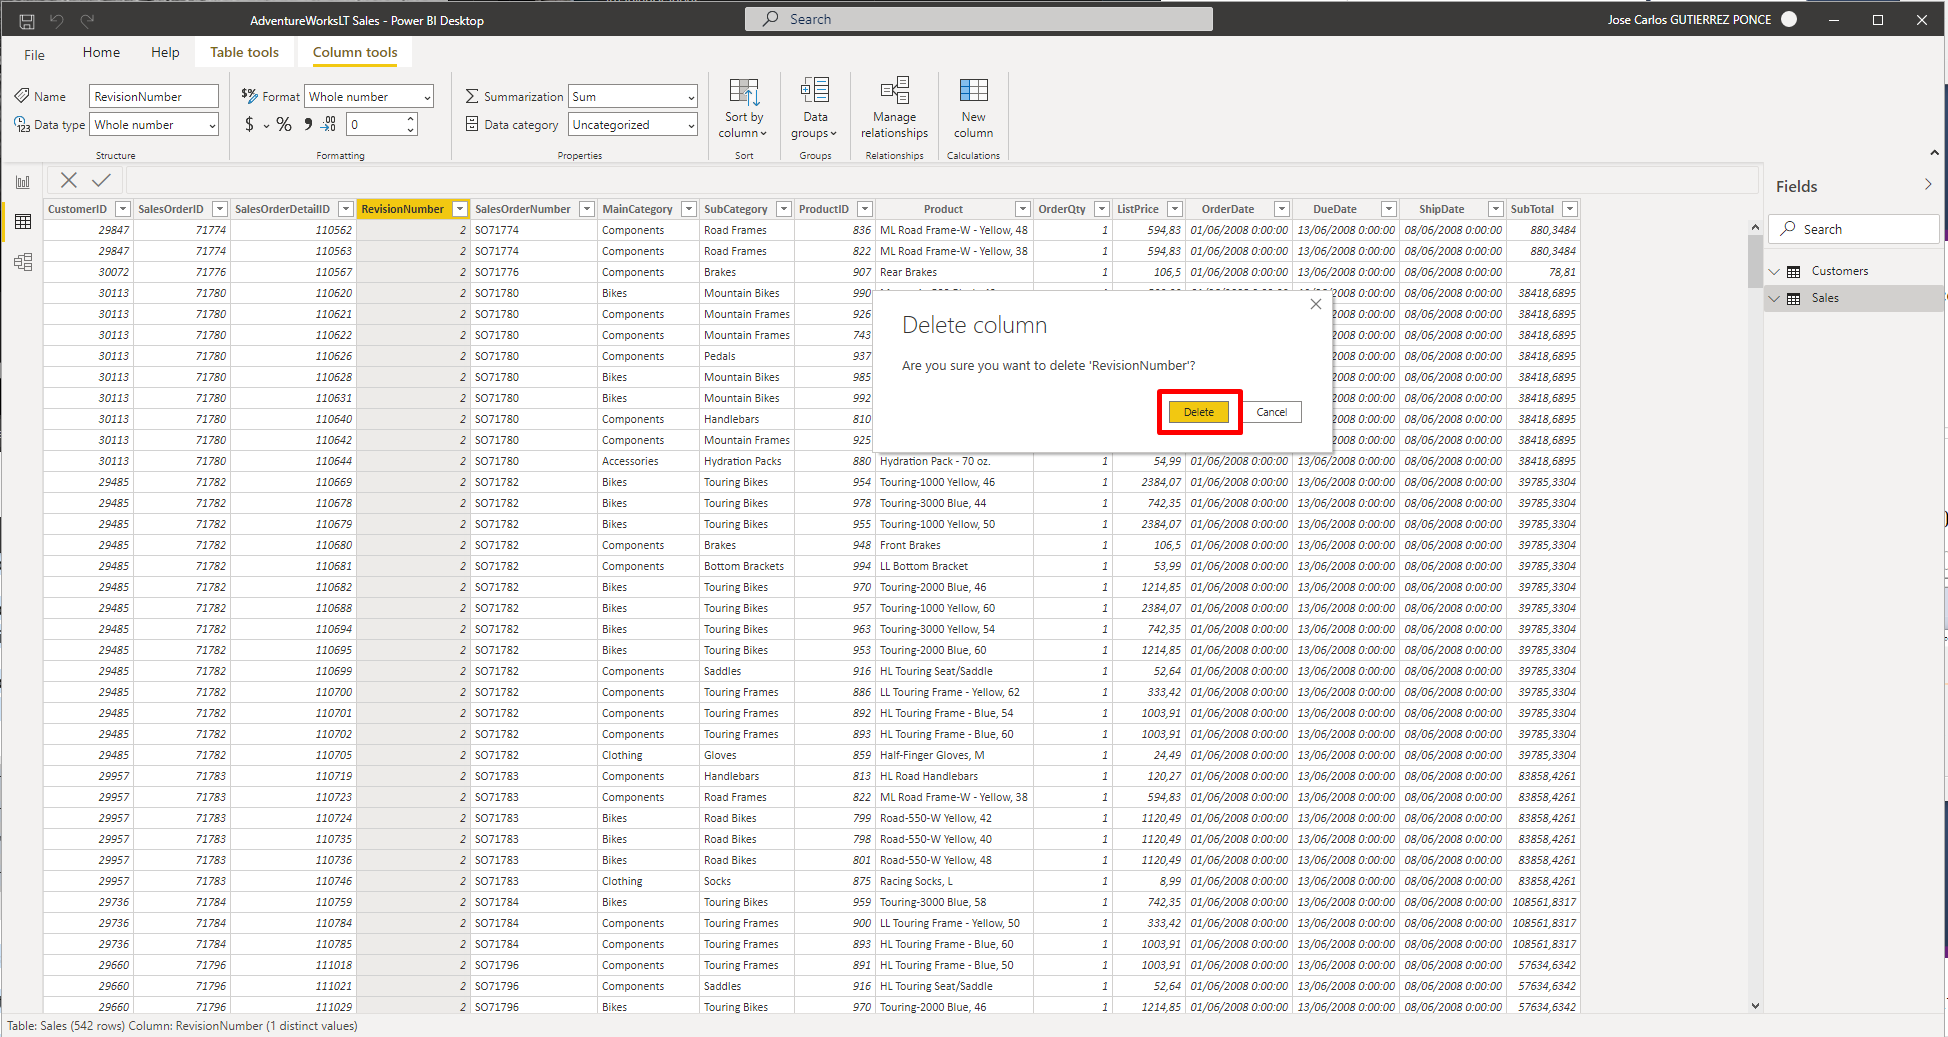 AdventureWorksLT Sales - Power BI Desktop
Search
Jose Carlos GUTIERREZ PONCE
File Home Help Table tools Column tools
Name RevisionNumber
Data type Whole number
Structure
Format Whole number
$ % 0
Formatting
Summarization Sum
Data category Uncategorized
Properties
Sort by column
Sort
Data groups
Groups
Manage relationships
Relationships
New column
Calculations
Fields
Search
Customers
Sales
CustomerID SalesOrderID SalesOrderDetailID RevisionNumber SalesOrderNumber MainCategory SubCategory ProductID Product OrderQty ListPrice OrderDate DueDate ShipDate SubTotal
29847 71774 110562 2 SO71774 Components Road Frames 836 ML Road Frame-W - Yellow, 48 1 594,83 01/06/2008 0:00:00 13/06/2008 0:00:00 08/06/2008 0:00:00 880,3484
29847 71774 110563 2 SO71774 Components Road Frames 822 ML Road Frame-W - Yellow, 38 1 594,83 01/06/2008 0:00:00 13/06/2008 0:00:00 08/06/2008 0:00:00 880,3484
30072 71776 110567 2 SO71776 Components Brakes 907 Rear Brakes 1 106,5 01/06/2008 0:00:00 13/06/2008 0:00:00 08/06/2008 0:00:00 78,81
30113 71780 110620 2 SO71780 Bikes Mountain Bikes 990 08/06/2008 0:00:00 38418,6895
30113 71780 110621 2 SO71780 Components Mountain Frames 926 08/06/2008 0:00:00 38418,6895
30113 71780 110622 2 SO71780 Components Mountain Frames 743 08/06/2008 0:00:00 38418,6895
30113 71780 110626 2 SO71780 Components Pedals 937 08/06/2008 0:00:00 38418,6895
30113 71780 110628 2 SO71780 Bikes Mountain Bikes 985 08/06/2008 0:00:00 38418,6895
30113 71780 110631 2 SO71780 Bikes Mountain Bikes 992 08/06/2008 0:00:00 38418,6895
30113 71780 110640 2 SO71780 Components Handlebars 810 08/06/2008 0:00:00 38418,6895
30113 71780 110642 2 SO71780 Components Mountain Frames 925 08/06/2008 0:00:00 38418,6895
Delete column
Are you sure you want to delete 'RevisionNumber'?
Delete Cancel
30113 71780 110644 2 SO71780 Accessories Hydration Packs 880 Hydration Pack - 70 oz. 1 54,99 01/06/2008 0:00:00 13/06/2008 0:00:00 08/06/2008 0:00:00 38418,6895
29485 71782 110669 2 SO71782 Bikes Touring Bikes 954 Touring-1000 Yellow, 46 1 2384,07 01/06/2008 0:00:00 13/06/2008 0:00:00 08/06/2008 0:00:00 39785,3304
29485 71782 110678 2 SO71782 Bikes Touring Bikes 978 Touring-3000 Blue, 44 1 742,35 01/06/2008 0:00:00 13/06/2008 0:00:00 08/06/2008 0:00:00 39785,3304
29485 71782 110679 2 SO71782 Bikes Touring Bikes 955 Touring-1000 Yellow, 50 1 2384,07 01/06/2008 0:00:00 13/06/2008 0:00:00 08/06/2008 0:00:00 39785,3304
29485 71782 110680 2 SO71782 Components Brakes 948 Front Brakes 1 106,5 01/06/2008 0:00:00 13/06/2008 0:00:00 08/06/2008 0:00:00 39785,3304
29485 71782 110681 2 SO71782 Components Bottom Brackets 994 LL Bottom Bracket 1 53,99 01/06/2008 0:00:00 13/06/2008 0:00:00 08/06/2008 0:00:00 39785,3304
29485 71782 110682 2 SO71782 Bikes Touring Bikes 970 Touring-2000 Blue, 46 1 1214,85 01/06/2008 0:00:00 13/06/2008 0:00:00 08/06/2008 0:00:00 39785,3304
29485 71782 110688 2 SO71782 Bikes Touring Bikes 957 Touring-1000 Yellow, 60 1 2384,07 01/06/2008 0:00:00 13/06/2008 0:00:00 08/06/2008 0:00:00 39785,3304
29485 71782 110694 2 SO71782 Bikes Touring Bikes 963 Touring-3000 Yellow, 54 1 742,35 01/06/2008 0:00:00 13/06/2008 0:00:00 08/06/2008 0:00:00 39785,3304
29485 71782 110695 2 SO71782 Bikes Touring Bikes 953 Touring-2000 Blue, 60 1 1214,85 01/06/2008 0:00:00 13/06/2008 0:00:00 08/06/2008 0:00:00 39785,3304
29485 71782 110699 2 SO71782 Components Saddles 916 HL Touring Seat/Saddle 1 52,64 01/06/2008 0:00:00 13/06/2008 0:00:00 08/06/2008 0:00:00 39785,3304
29485 71782 110700 2 SO71782 Components Touring Frames 886 LL Touring Frame - Yellow, 62 1 333,42 01/06/2008 0:00:00 13/06/2008 0:00:00 08/06/2008 0:00:00 39785,3304
29485 71782 110701 2 SO71782 Components Touring Frames 892 HL Touring Frame - Blue, 54 1 1003,91 01/06/2008 0:00:00 13/06/2008 0:00:00 08/06/2008 0:00:00 39785,3304
29485 71782 110702 2 SO71782 Components Touring Frames 893 HL Touring Frame - Blue, 60 1 1003,91 01/06/2008 0:00:00 13/06/2008 0:00:00 08/06/2008 0:00:00 39785,3304
29485 71782 110705 2 SO71782 Clothing Gloves 859 Half-Finger Gloves, M 1 24,49 01/06/2008 0:00:00 13/06/2008 0:00:00 08/06/2008 0:00:00 39785,3304
29957 71783 110719 2 SO71783 Components Handlebars 813 HL Road Handlebars 1 120,27 01/06/2008 0:00:00 13/06/2008 0:00:00 08/06/2008 0:00:00 83858,4261
29957 71783 110723 2 SO71783 Components Road Frames 822 ML Road Frame-W - Yellow, 38 1 594,83 01/06/2008 0:00:00 13/06/2008 0:00:00 08/06/2008 0:00:00 83858,4261
29957 71783 110724 2 SO71783 Bikes Road Bikes 799 Road-550-W Yellow, 42 1 1120,49 01/06/2008 0:00:00 13/06/2008 0:00:00 08/06/2008 0:00:00 83858,4261
29957 71783 110735 2 SO71783 Bikes Road Bikes 798 Road-550-W Yellow, 40 1 1120,49 01/06/2008 0:00:00 13/06/2008 0:00:00 08/06/2008 0:00:00 83858,4261
29957 71783 110736 2 SO71783 Bikes Road Bikes 801 Road-550-W Yellow, 48 1 1120,49 01/06/2008 0:00:00 13/06/2008 0:00:00 08/06/2008 0:00:00 83858,4261
29957 71783 110746 2 SO71783 Clothing Socks 875 Racing Socks, L 1 8,99 01/06/2008 0:00:00 13/06/2008 0:00:00 08/06/2008 0:00:00 83858,4261
29736 71784 110759 2 SO71784 Bikes Touring Bikes 959 Touring-3000 Blue, 58 1 742,35 01/06/2008 0:00:00 13/06/2008 0:00:00 08/06/2008 0:00:00 108561,8317
29736 71784 110784 2 SO71784 Components Touring Frames 900 LL Touring Frame - Yellow, 50 1 333,42 01/06/2008 0:00:00 13/06/2008 0:00:00 08/06/2008 0:00:00 108561,8317
29736 71784 110785 2 SO71784 Components Touring Frames 893 HL Touring Frame - Blue, 60 1 1003,91 01/06/2008 0:00:00 13/06/2008 0:00:00 08/06/2008 0:00:00 108561,8317
29660 71796 111018 2 SO71796 Components Touring Frames 891 HL Touring Frame - Blue, 50 1 1003,91 01/06/2008 0:00:00 13/06/2008 0:00:00 08/06/2008 0:00:00 57634,6342
29660 71796 111021 2 SO71796 Components Saddles 916 HL Touring Seat/Saddle 1 52,64 01/06/2008 0:00:00 13/06/2008 0:00:00 08/06/2008 0:00:00 57634,6342
29660 71796 111029 2 SO71796 Bikes Touring Bikes 970 Touring-2000 Blue, 46 1 1214,85 01/06/2008 0:00:00 13/06/2008 0:00:00 08/06/2008 0:00:00 57634,6342
Table: Sales (542 rows) Column: RevisionNumber (1 distinct values)